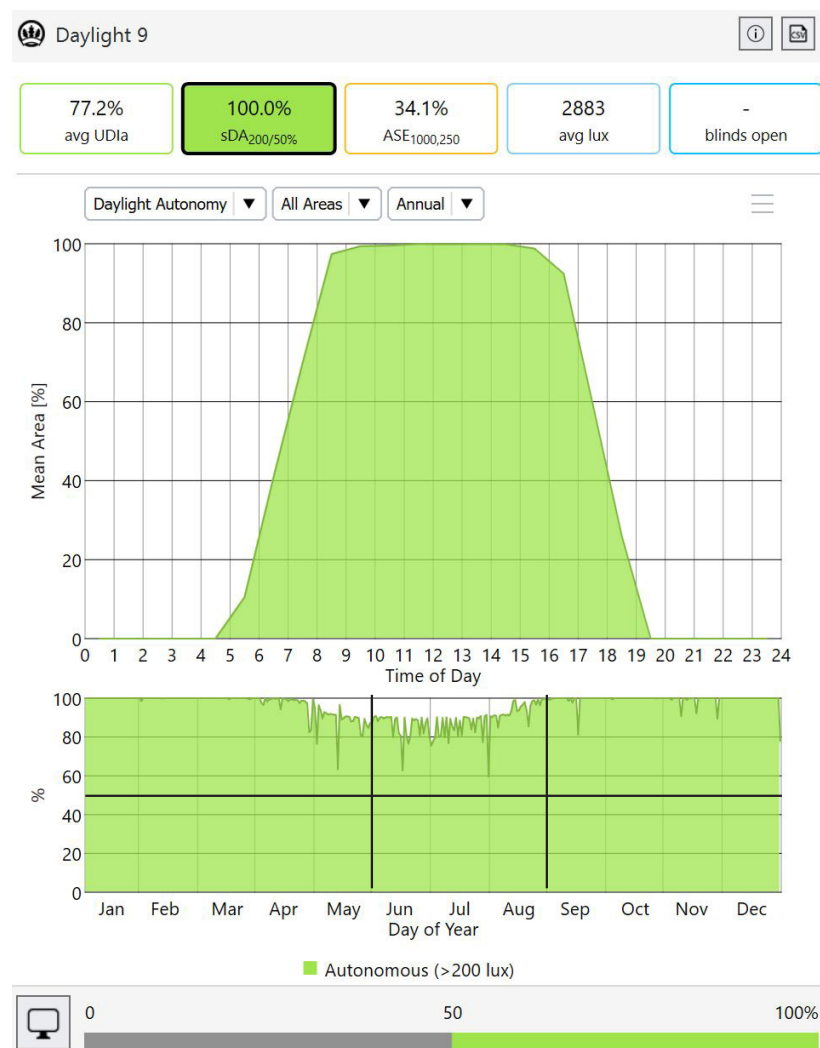 Daylight 9
CSV
77.2% 100.0% 34.1% 2883 -
avg UDIa sDA200/50% ASE1000,250 avg lux blinds open
Daylight Autonomy ▼ All Areas ▼ Annual ▼
Mean Area [%]
100
80
60
40
20
0
0 1 2 3 4 5 6 7 8 9 10 11 12 13 14 15 16 17 18 19 20 21 22 23 24
Time of Day
%
100
80
60
40
20
0
Jan Feb Mar Apr May Jun Jul Aug Sep Oct Nov Dec
Day of Year
Autonomous (>200 lux)
0 50 100%